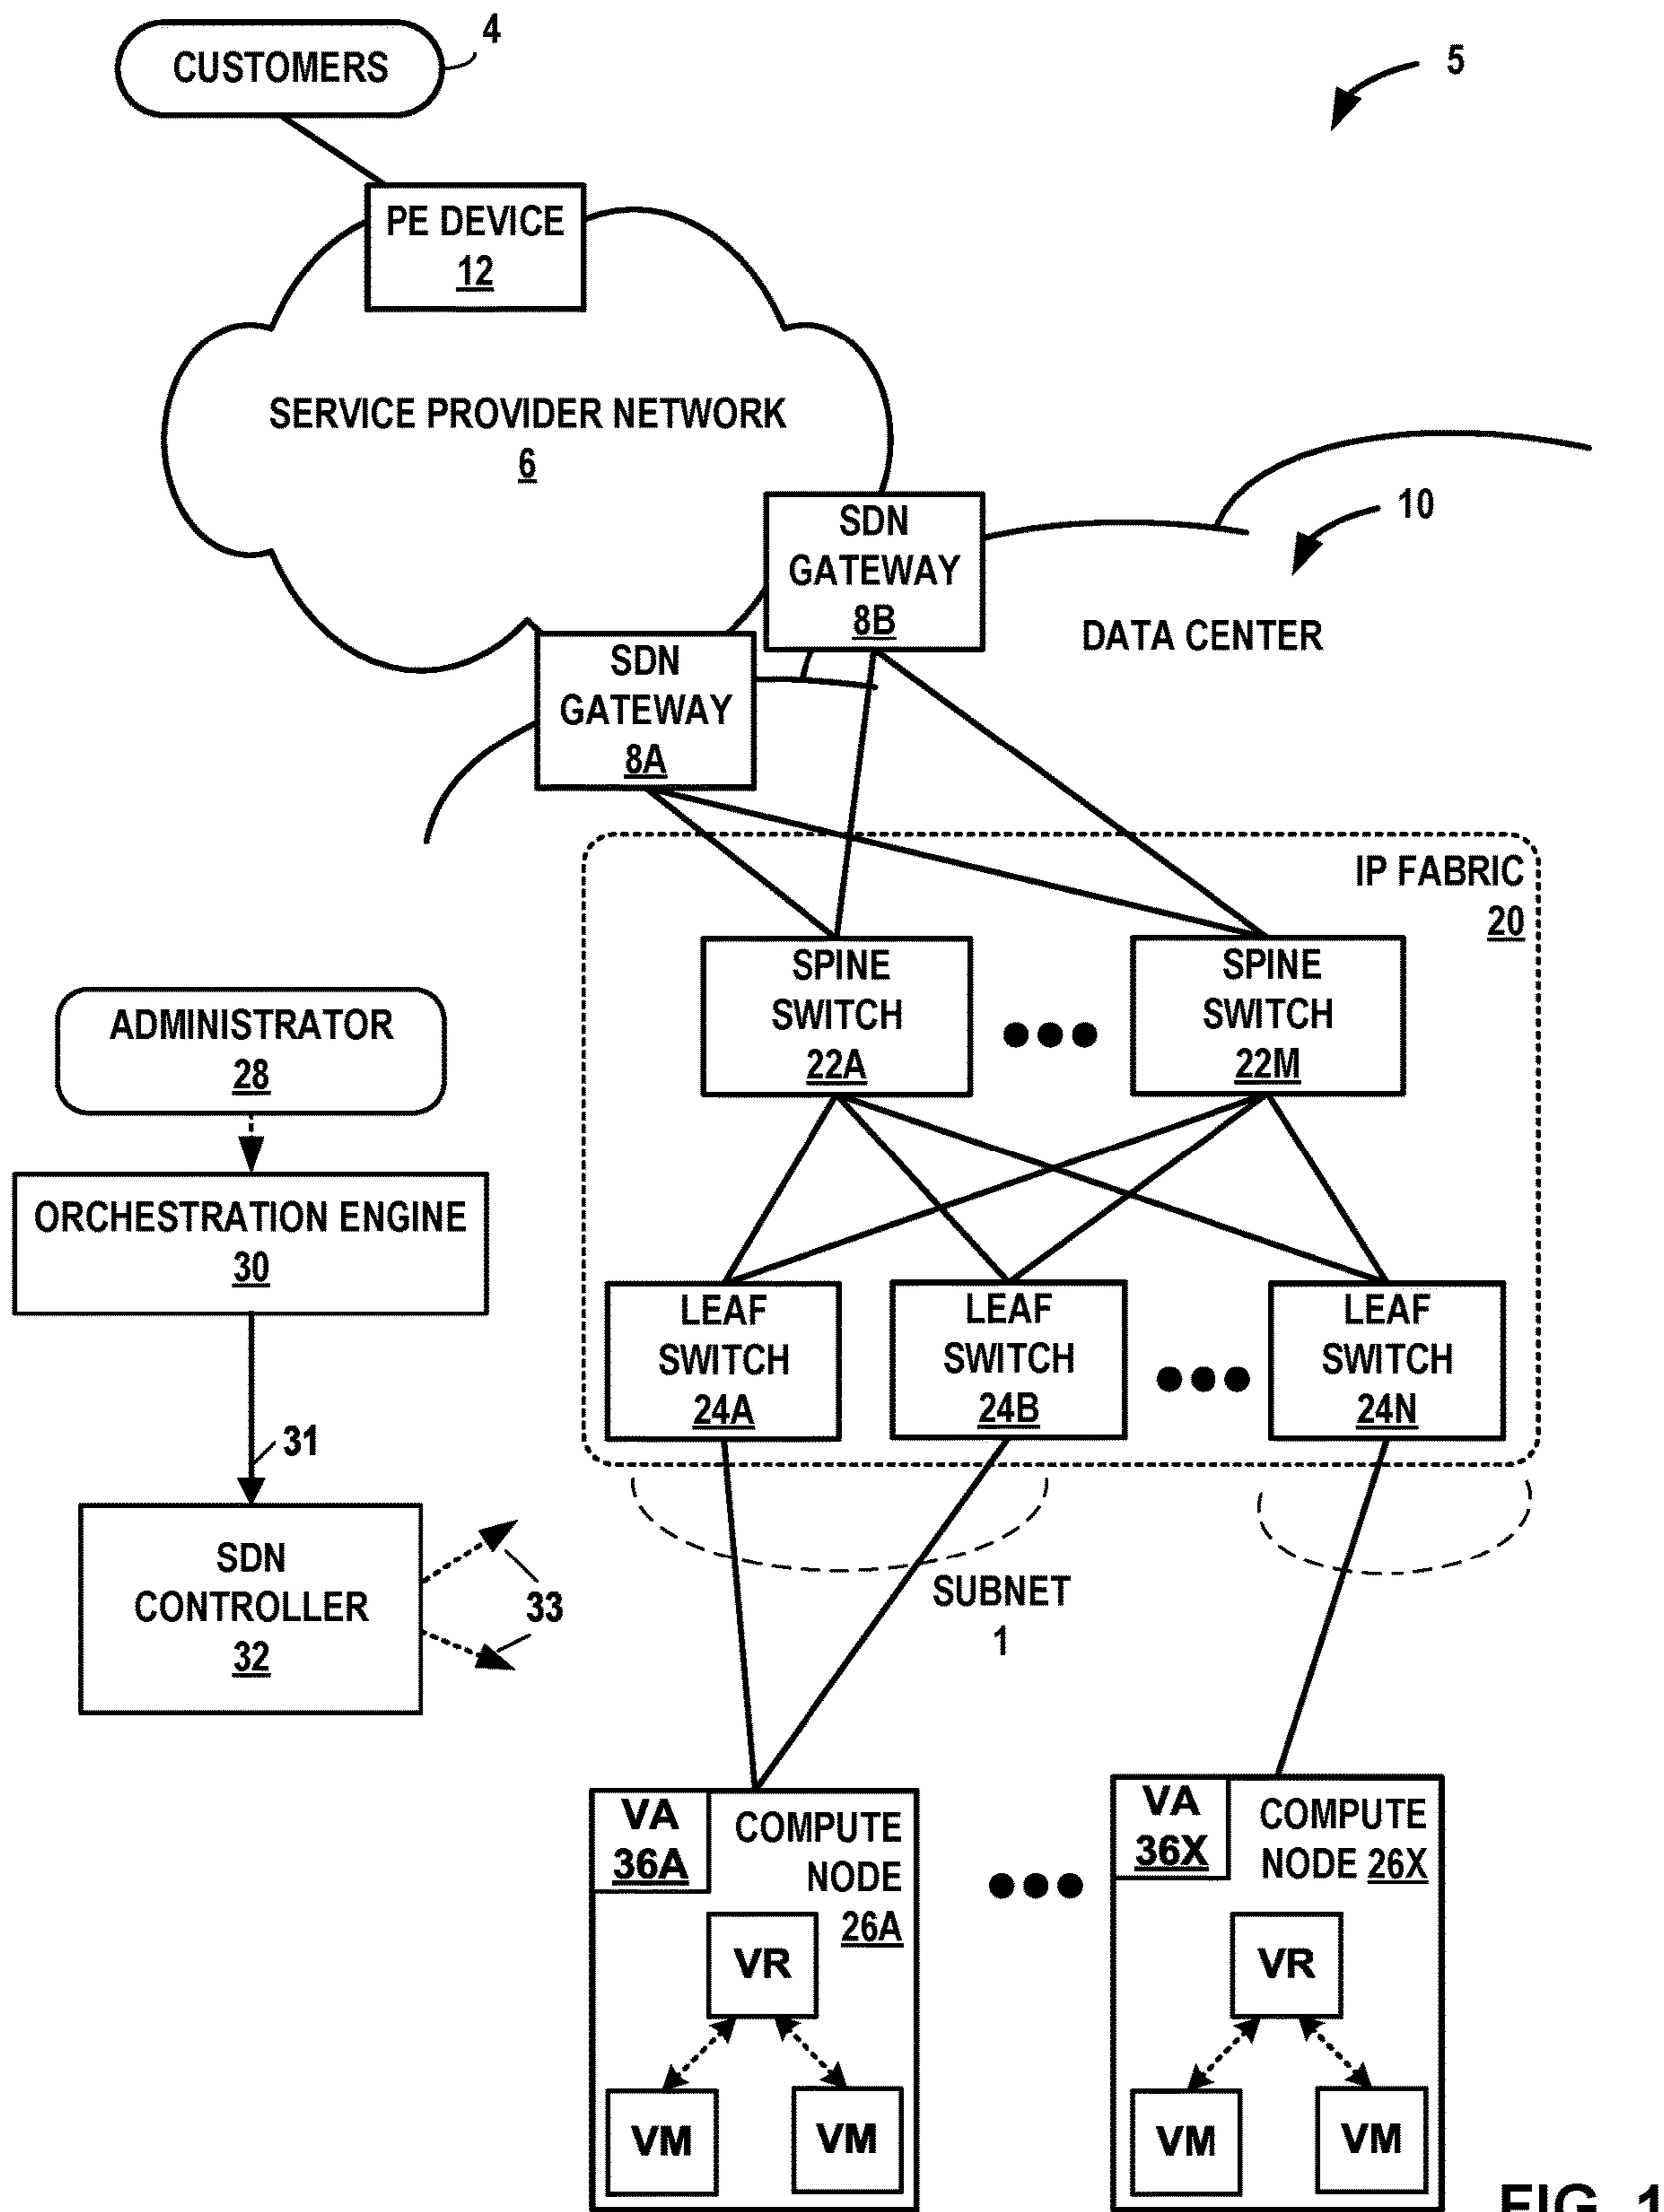 CUSTOMERS
4
5
PE DEVICE
12
SERVICE PROVIDER NETWORK
6
10
SDN
GATEWAY
8B
DATA CENTER
SDN
GATEWAY
8A
IP FABRIC
20
SPINE
SWITCH
22A
SPINE
SWITCH
22M
ADMINISTRATOR
28
ORCHESTRATION ENGINE
30
LEAF
SWITCH
24A
LEAF
SWITCH
24B
LEAF
SWITCH
24N
31
SDN
CONTROLLER
32
33
SUBNET
1
VA
36A
COMPUTE
NODE
26A
VR
VM
VM
VA
36X
COMPUTE
NODE 26X
VR
VM
VM
FIG. 1